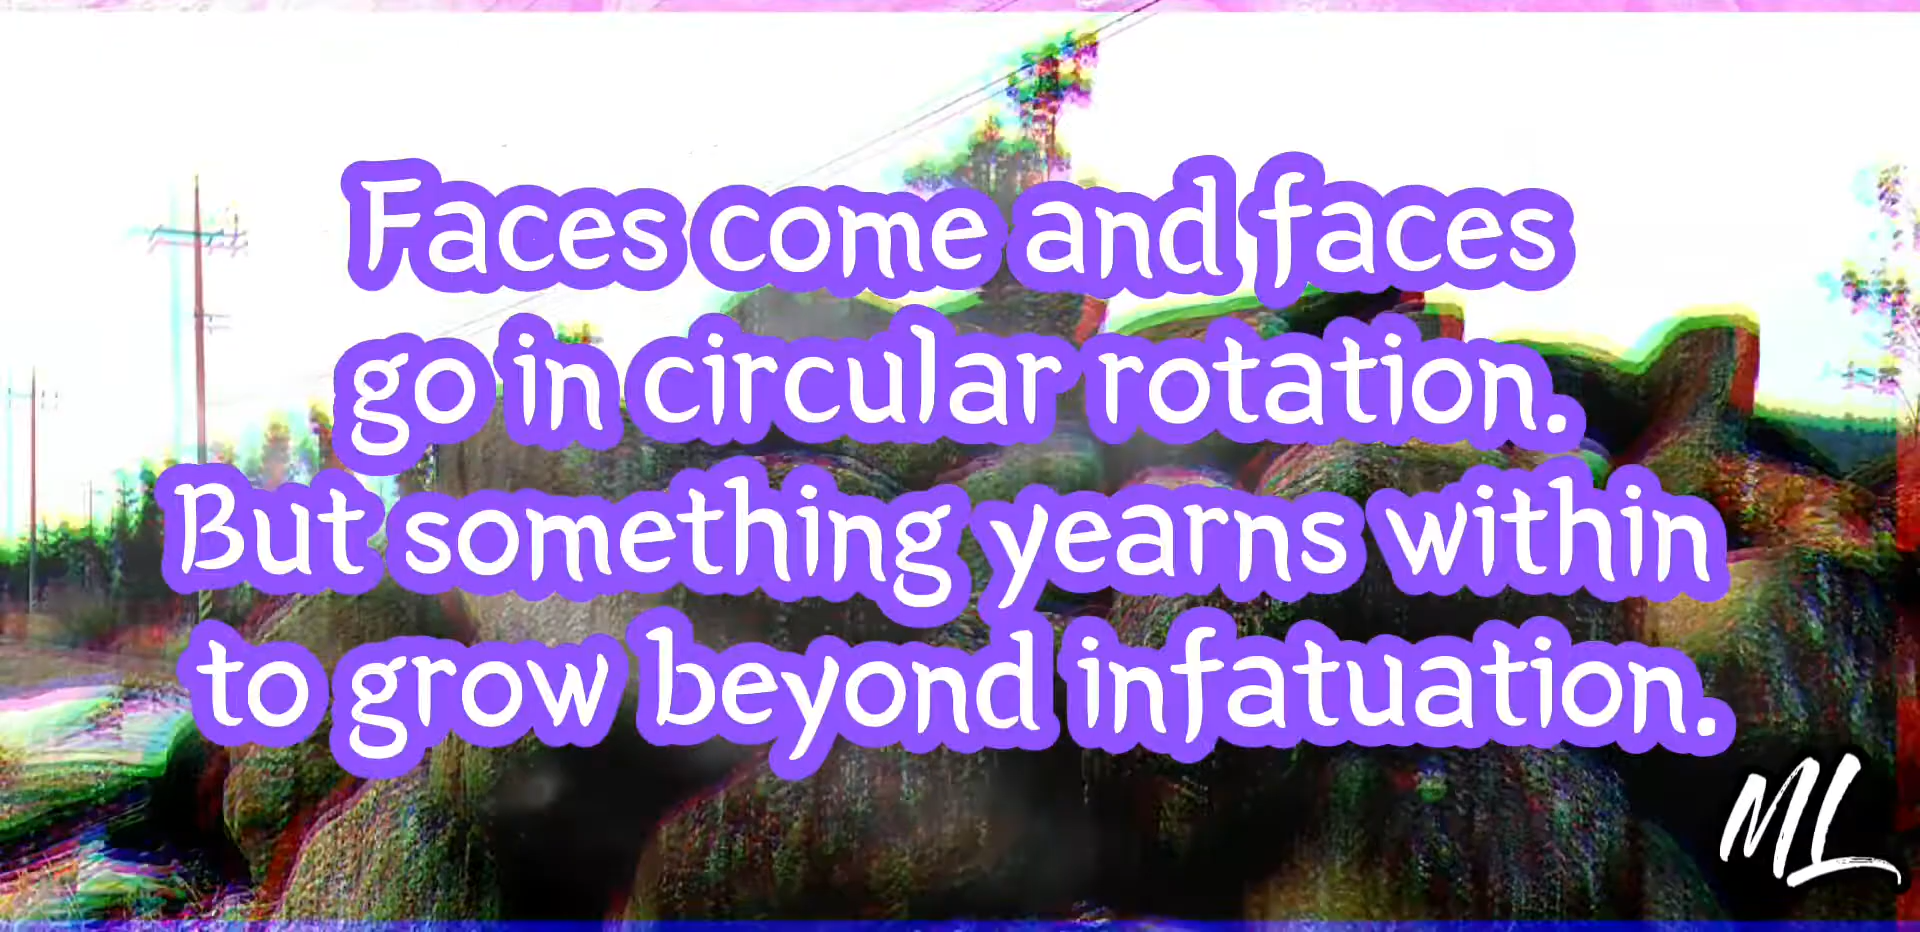 Faces come and faces
go in circular rotation.
But something yearns within
to grow beyond infatuation.
ML